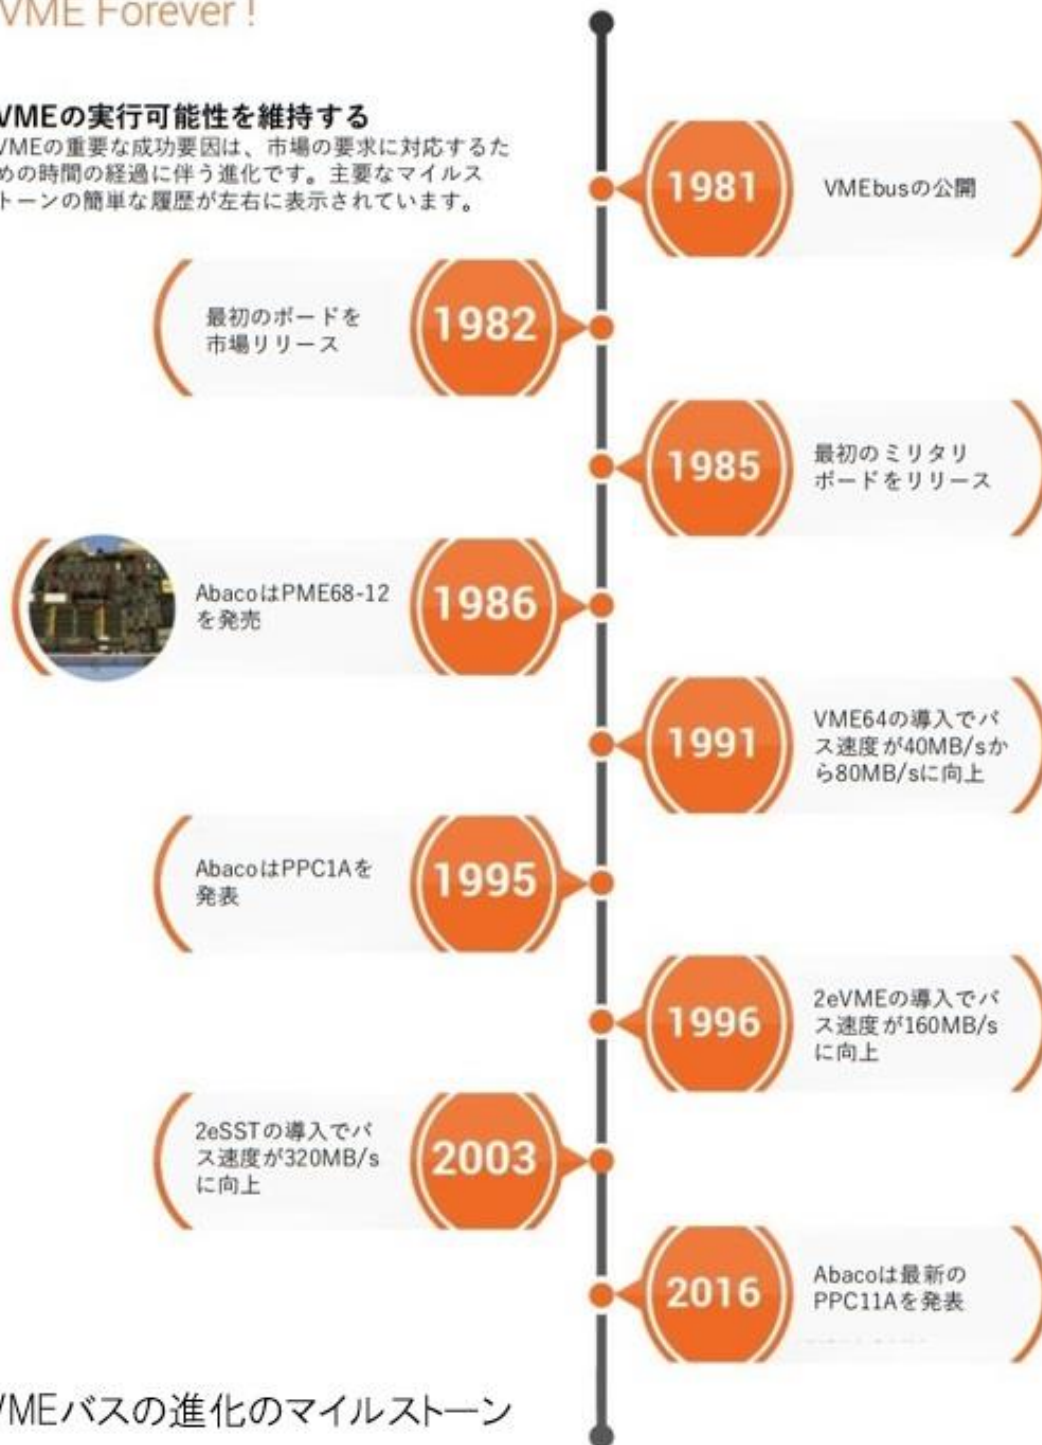 VME Forever !
VMEの実行可能性を維持する
VMEの重要な成功要因は、市場の要求に対応するた
めの時間の経過に伴う進化です。主要なマイルス
トーンの簡単な履歴が左右に表示されています。
1981
VMEbusの公開
最初のボードを
市場リリース
1982
1985
最初のミリタリ
ボードをリリース
AbacoはPME68-12
を発売
1986
1991
VME64の導入でバ
ス速度が40MB/sか
ら80MB/sに向上
AbacoはPPC1Aを
発表
1995
1996
2eVMEの導入でバ
ス速度が160MB/s
に向上
2eSSTの導入でバ
ス速度が320MB/s
に向上
2003
2016
Abacoは最新の
PPC11Aを発表
VMEバスの進化のマイルストーン